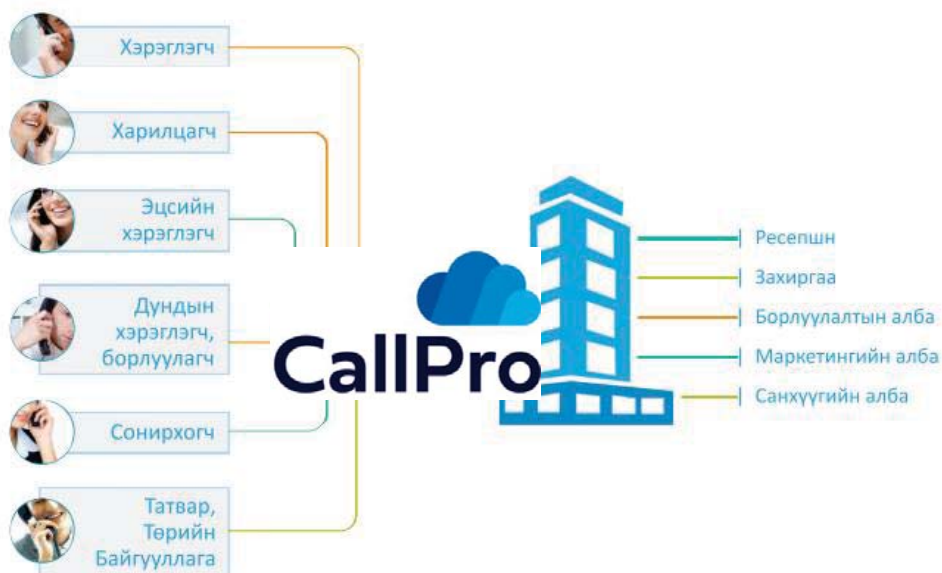 Хэрэглэгч
Харилцагч
Эцсийн
хэрэглэгч
Дундын
хэрэглэгч,
борлуулагч
Сонирхогч
Татвар,
Төрийн
Байгууллага
CallPro
Ресепшн
Захиргаа
Борлуулалтын алба
Маркетингийн алба
Санхүүгийн алба